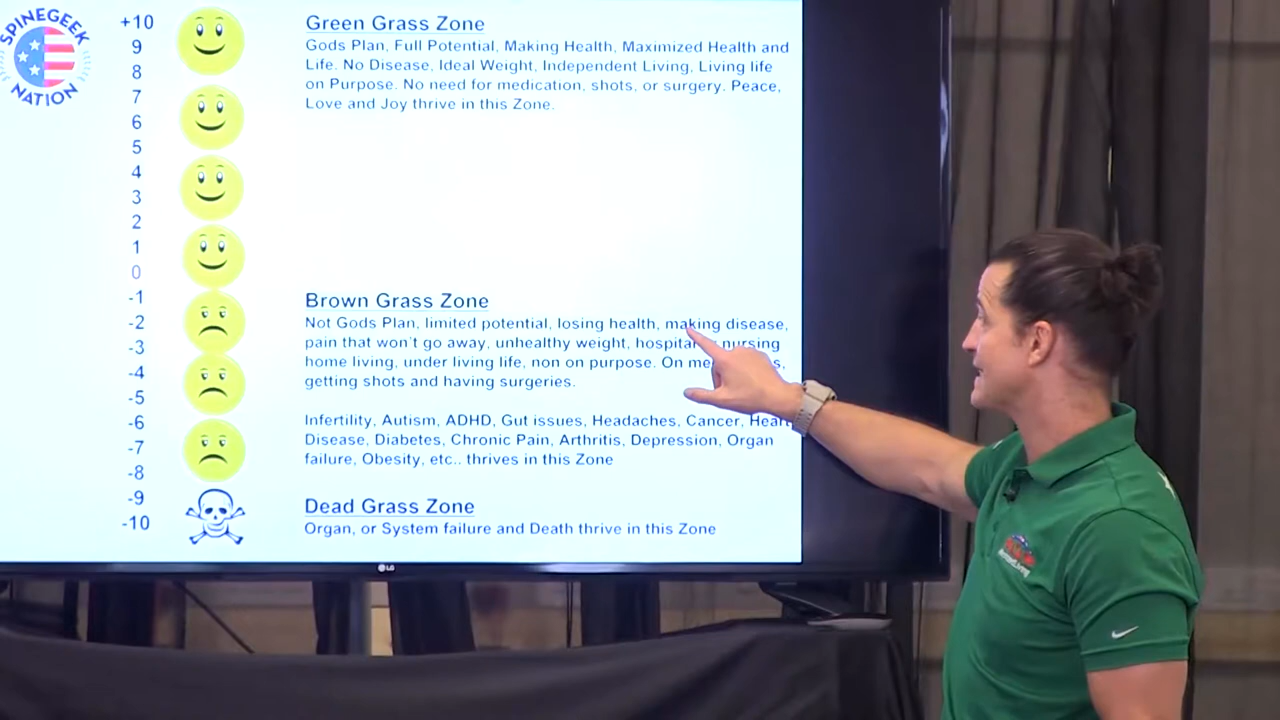 SPINEGEEK
NATION
+10
9
8
7
6
5
4
3
2
1
0
-1
-2
-3
-4
-5
-6
-7
-8
-9
-10
Green Grass Zone
Gods Plan, Full Potential, Making Health, Maximized Health and
Life. No Disease, Ideal Weight, Independent Living, Living life
on Purpose. No need for medication, shots, or surgery. Peace,
Love and Joy thrive in this Zone.
Brown Grass Zone
Not Gods Plan, limited potential, losing health, making disease,
pain that won't go away, unhealthy weight, nursing
home living, under living life, non on purpose. On
getting shots and having surgeries.
Infertility, Autism, ADHD, Gut issues, Headaches, Cancer, Heart
Disease, Diabetes, Chronic Pain, Arthritis, Depression, Organ
failure, Obesity, etc.. thrives in this Zone
Dead Grass Zone
Organ, or System failure and Death thrive in this Zone
LG